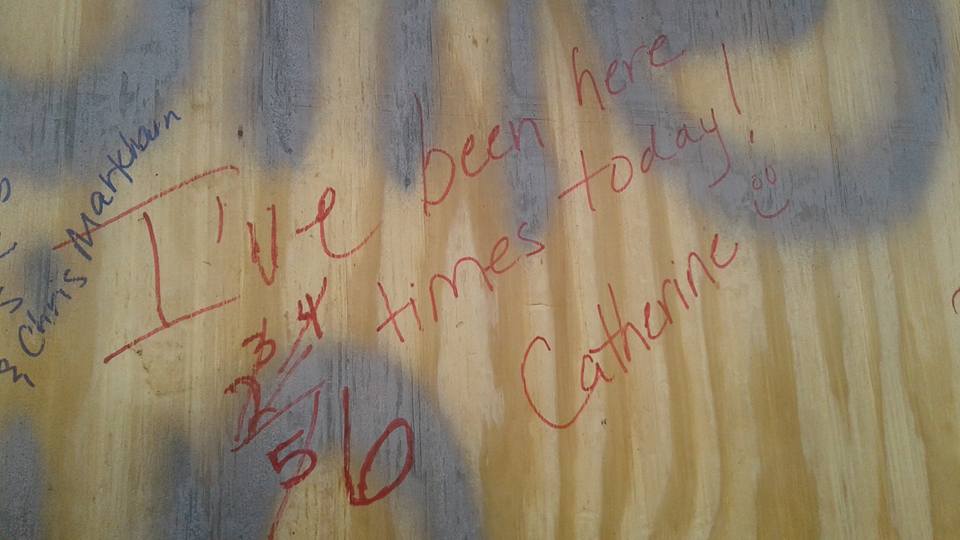 I've been here
2 3 4 5 6 times today!
Catherine
& Chris Markham